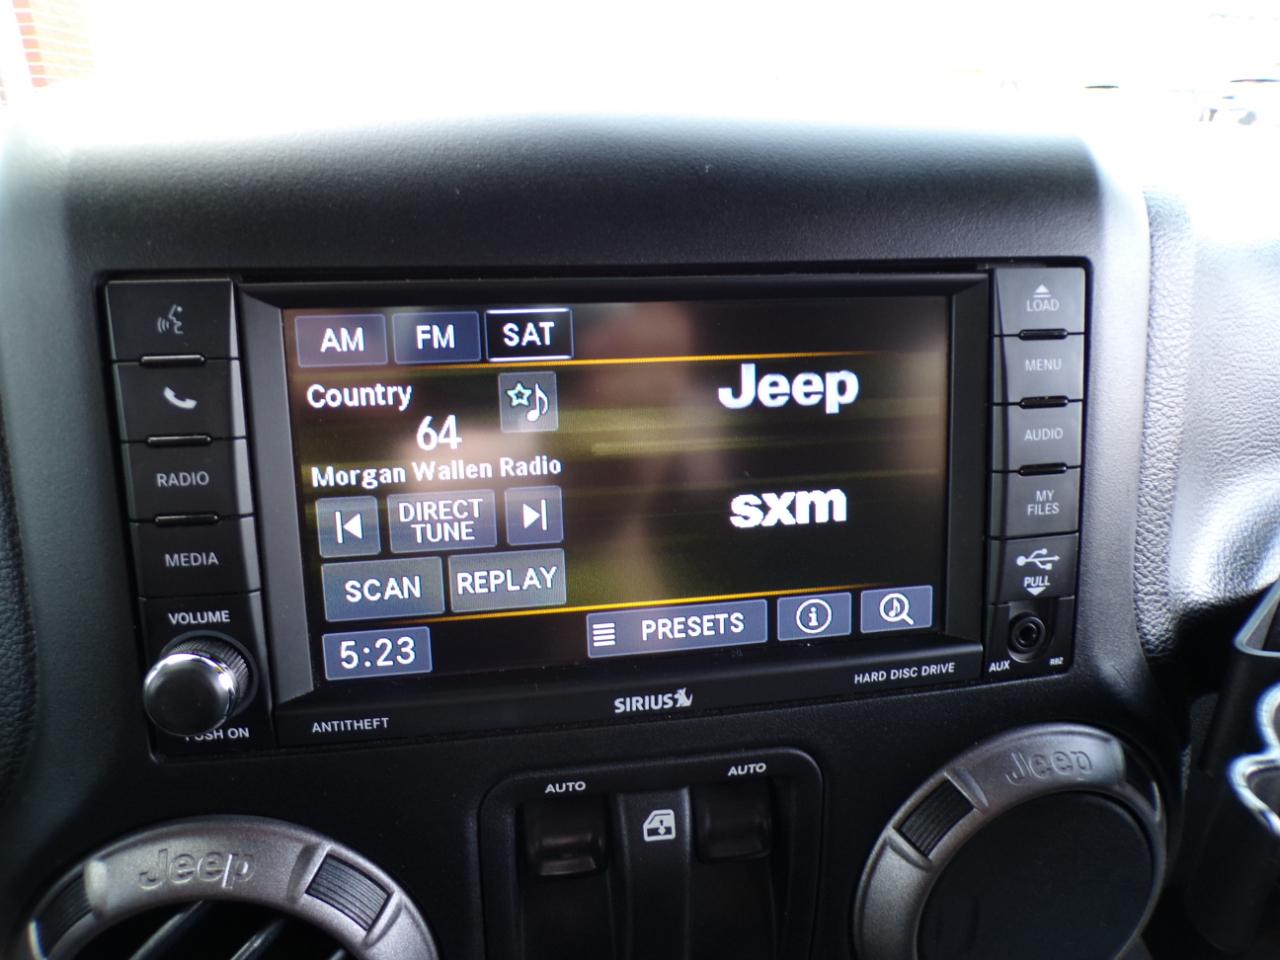 AM FM SAT
Country
64
Morgan Wallen Radio
DIRECT
TUNE
SCAN REPLAY
5:23
Jeep
sxm
PRESETS
RADIO
MEDIA
VOLUME
PUSH ON
LOAD
MENU
AUDIO
MY
FILES
PULL
AUX
RBZ
ANTITHEFT
SIRIUS
HARD DISC DRIVE
AUTO
AUTO
Jeep
Jeep